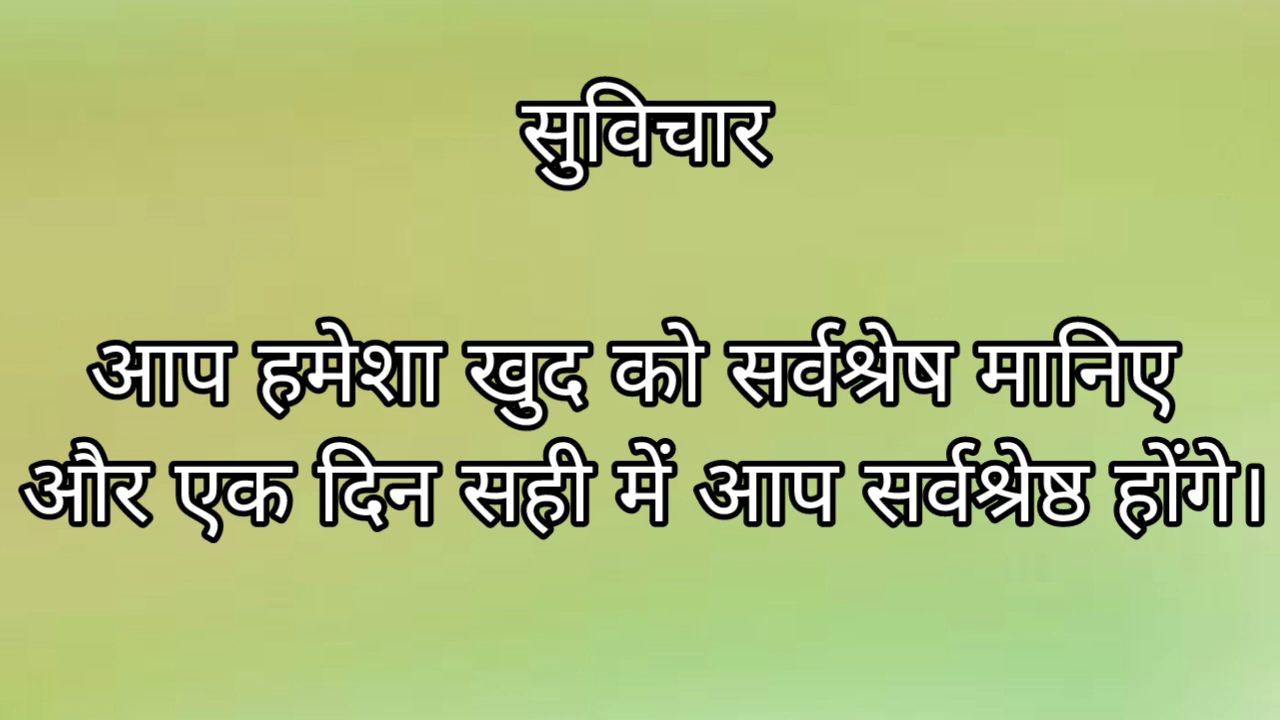 सुविचार
आप हमेशा खुद को सर्वश्रेष मानिए
और एक दिन सही में आप सर्वश्रेष्ठ होंगे।